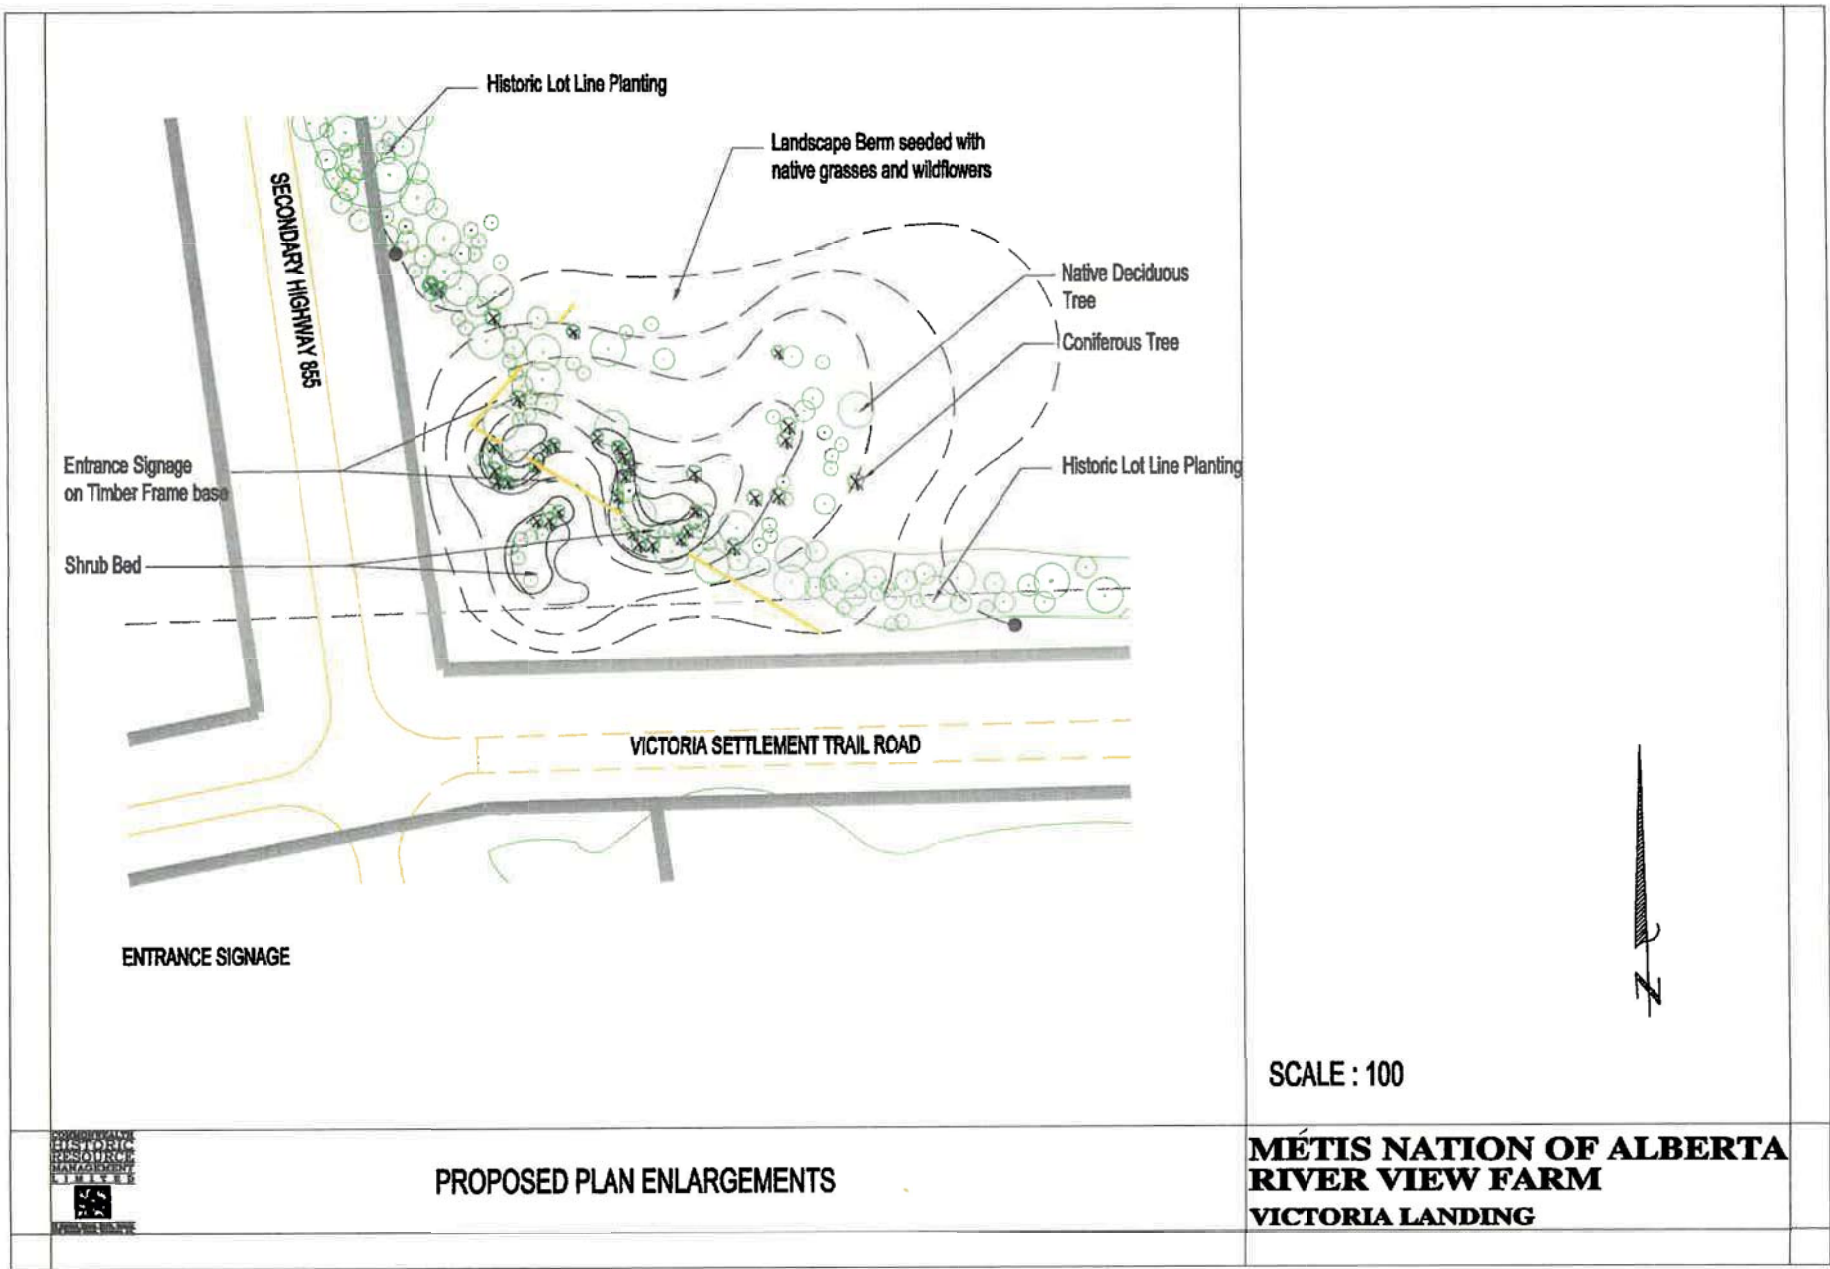 Historic Lot Line Planting
Landscape Berm seeded with
native grasses and wildflowers
SECONDARY HIGHWAY 855
Native Deciduous
Tree
Coniferous Tree
Entrance Signage
on Timber Frame base
Historic Lot Line Planting
Shrub Bed
VICTORIA SETTLEMENT TRAIL ROAD
ENTRANCE SIGNAGE
N
SCALE : 100
COMMONWEALTH
HISTORIC
RESOURCE
MANAGEMENT
LIMITED
PROPOSED PLAN ENLARGEMENTS
MÉTIS NATION OF ALBERTA
RIVER VIEW FARM
VICTORIA LANDING